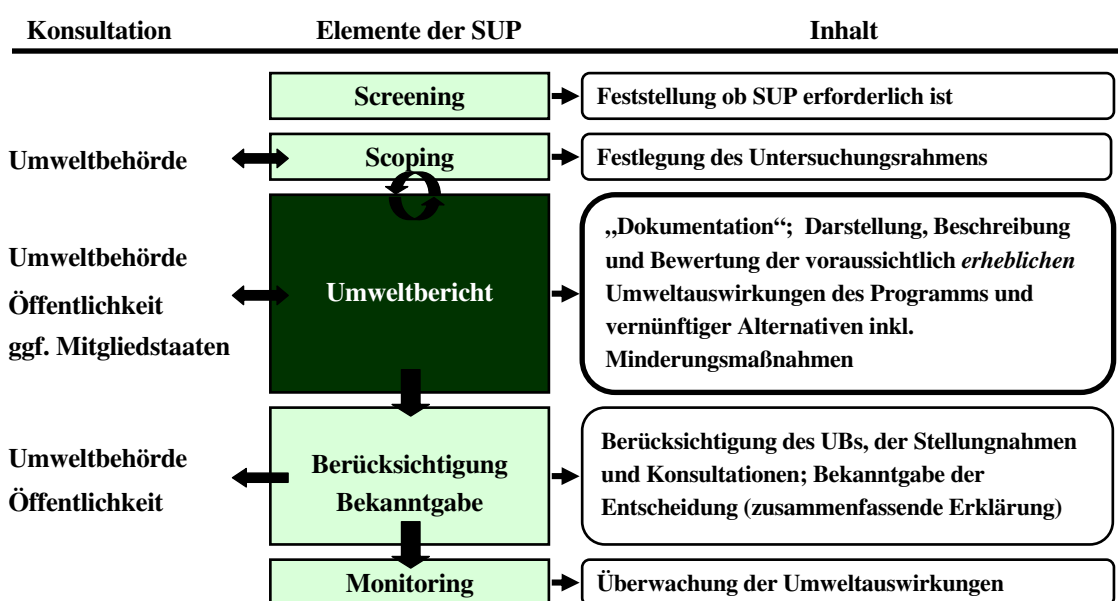 Konsultation Elemente der SUP Inhalt
Screening
Feststellung ob SUP erforderlich ist
Umweltbehörde
Scoping
Festlegung des Untersuchungsrahmens
Umweltbehörde
Öffentlichkeit
ggf. Mitgliedstaaten
Umweltbericht
„Dokumentation“; Darstellung, Beschreibung
und Bewertung der voraussichtlich erheblichen
Umweltauswirkungen des Programms und
vernünftiger Alternativen inkl.
Minderungsmaßnahmen
Umweltbehörde
Öffentlichkeit
Berücksichtigung
Bekanntgabe
Berücksichtigung des UBs, der Stellungnahmen
und Konsultationen; Bekanntgabe der
Entscheidung (zusammenfassende Erklärung)
Monitoring
Überwachung der Umweltauswirkungen